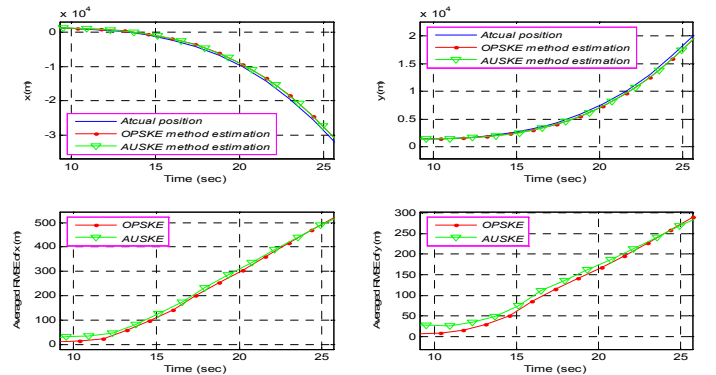 x 10^4
0
-1
-2
-3
x(m)
Atcual position
OPSKE method estimation
AUSKE method estimation
10 15 20 25
Time (sec)
x 10^4
2
1.5
1
0.5
0
y(m)
Atcual position
OPSKE method estimation
AUSKE method estimation
10 15 20 25
Time (sec)
500
400
300
200
100
0
Averaged RMSE of x(m)
OPSKE
AUSKE
10 15 20 25
Time (sec)
300
250
200
150
100
50
0
Averaged RMSE of y(m)
OPSKE
AUSKE
10 15 20 25
Time (sec)